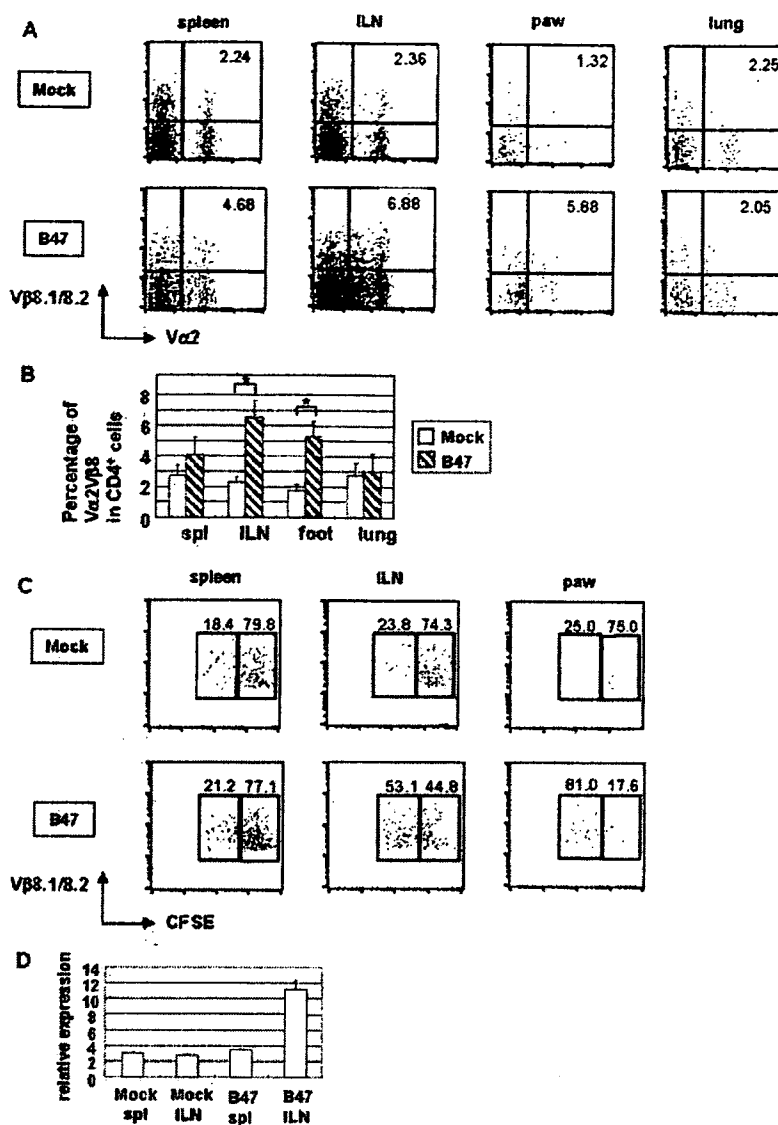 A
spleen ILN paw lung
Mock
2.24 2.36 1.32 2.25
B47
4.68 6.88 5.88 2.05
Vβ8.1/8.2
Vα2
B
Percentage of
Vα2Vβ8
in CD4+ cells
8
6
4
2
0
* *
spl ILN foot lung
Mock
B47
C
spleen ILN paw
Mock
18.4 79.8 23.8 74.3 25.0 75.0
B47
21.2 77.1 53.1 44.8 81.0 17.6
Vβ8.1/8.2
CFSE
D
relative expression
14
12
10
8
6
4
2
0
Mock Mock B47 B47
spl ILN spl ILN